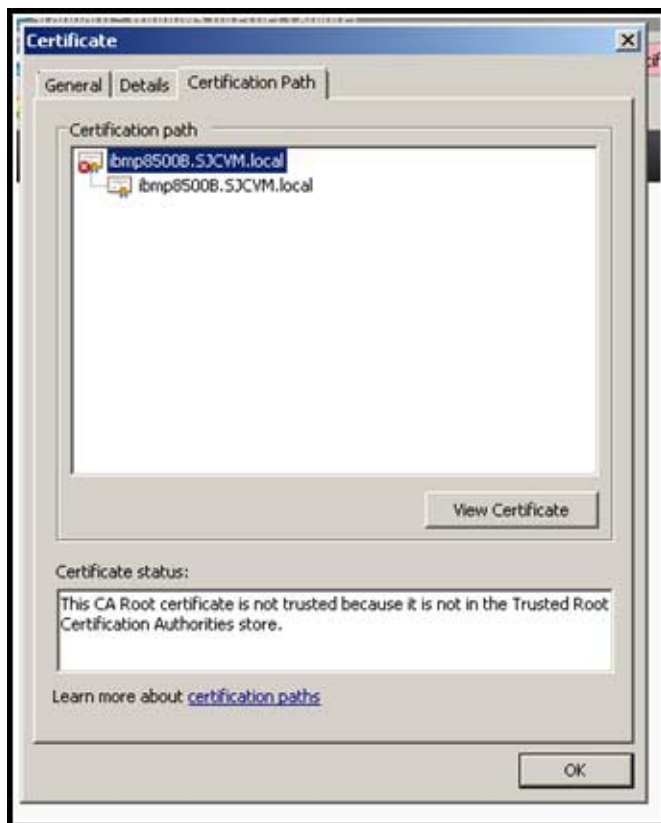 Certificate
General
Details
Certification Path
Certification path
ibmp8500B.SJCVM.local
ibmp8500B.SJCVM.local
View Certificate
Certificate status:
This CA Root certificate is not trusted because it is not in the Trusted Root
Certification Authorities store.
Learn more about certification paths
OK